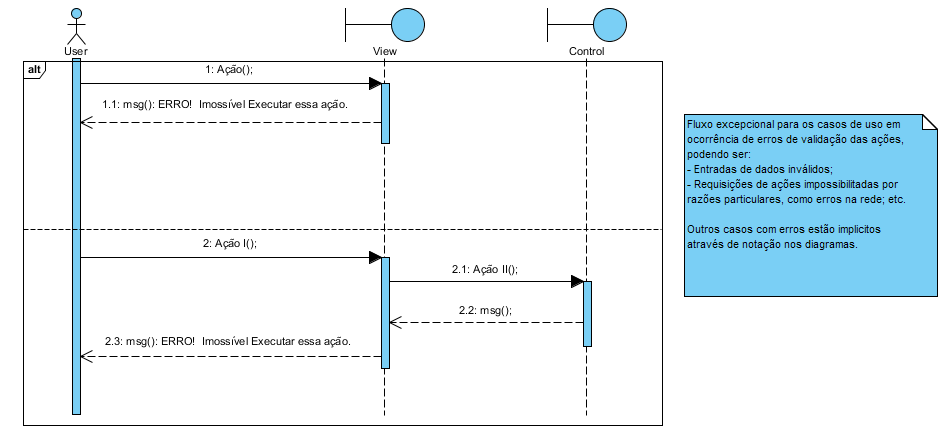 User
View
Control
alt
1: Ação();
1.1: msg(): ERRO!  Imossível Executar essa ação.
2: Ação I();
2.1: Ação II();
2.2: msg();
2.3: msg(): ERRO!  Imossível Executar essa ação.
Fluxo excepcional para os casos de uso em
ocorrência de erros de validação das ações,
podendo ser:
- Entradas de dados inválidos;
- Requisições de ações impossibilitadas por
razões particulares, como erros na rede; etc.
Outros casos com erros estão implicitos
através de notação nos diagramas.